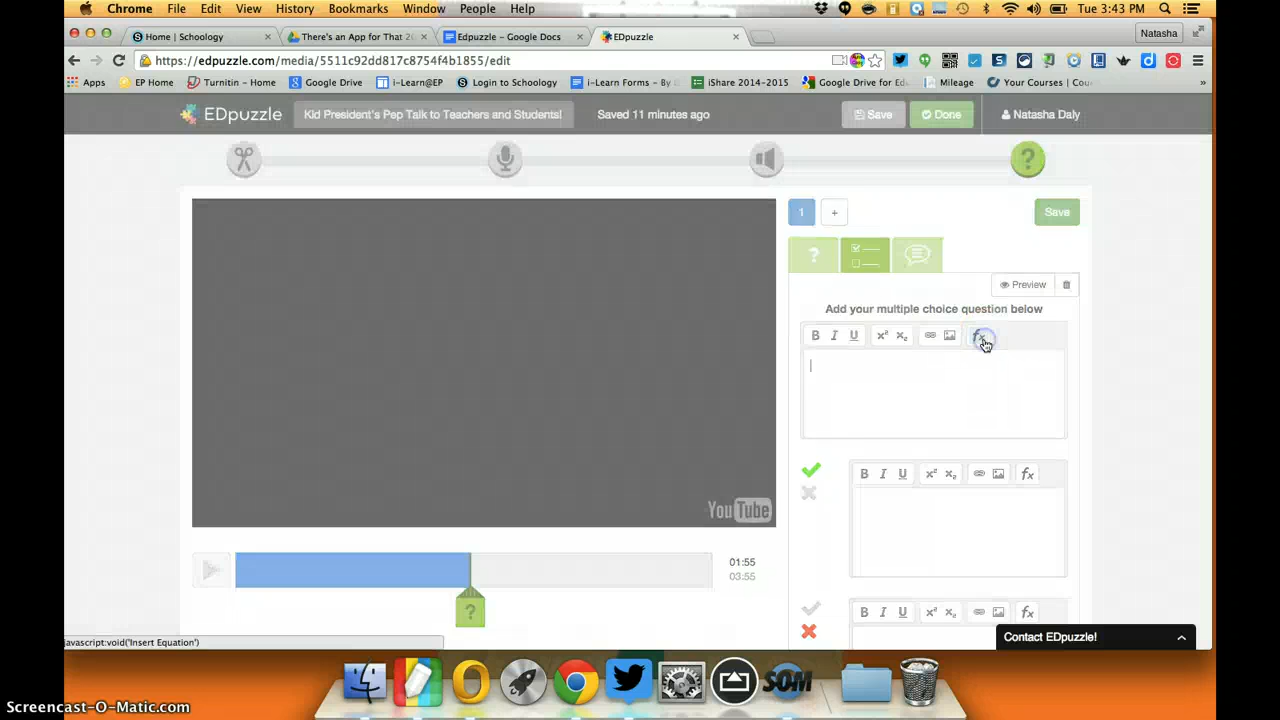 Chrome File Edit View History Bookmarks Window People Help Tue 3:43 PM
Home | Schoology There's an App for That 20 Edpuzzle – Google Docs EDpuzzle Natasha
https://edpuzzle.com/media/5511c92dd817c8754f4b1855/edit
Apps EP Home Turnitin – Home Google Drive i-Learn@EP Login to Schoology i-Learn Forms – By D iShare 2014–2015 Google Drive for Ed Mileage Your Courses | Cou »
EDpuzzle Kid President's Pep Talk to Teachers and Students! Saved 11 minutes ago Save Done Natasha Daly
?
1 + Save
?
Preview
Add your multiple choice question below
B I U x² x₂ fx
B I U x² x₂ fx
YouTube
01:55
03:55
?
B I U x² x₂ fx
Contact EDpuzzle!
javascript:void('Insert Equation')
SOM
Screencast-O-Matic.com